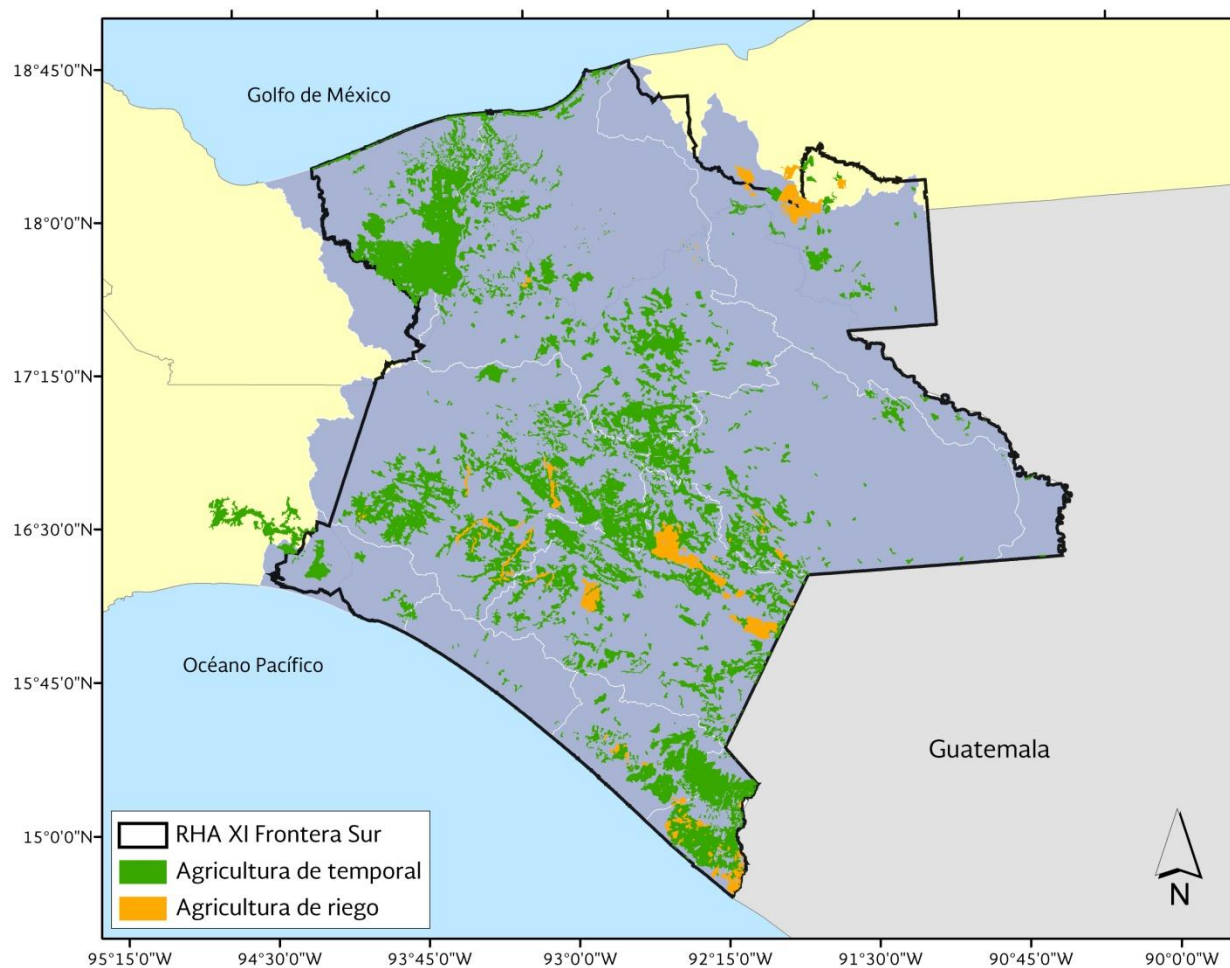 18°45'0"N
Golfo de México
18°0'0"N
17°15'0"N
16°30'0"N
Océano Pacífico
15°45'0"N
Guatemala
15°0'0"N
RHA XI Frontera Sur
Agricultura de temporal
Agricultura de riego
N
95°15'0"W 94°30'0"W 93°45'0"W 93°0'0"W 92°15'0"W 91°30'0"W 90°45'0"W 90°0'0"W